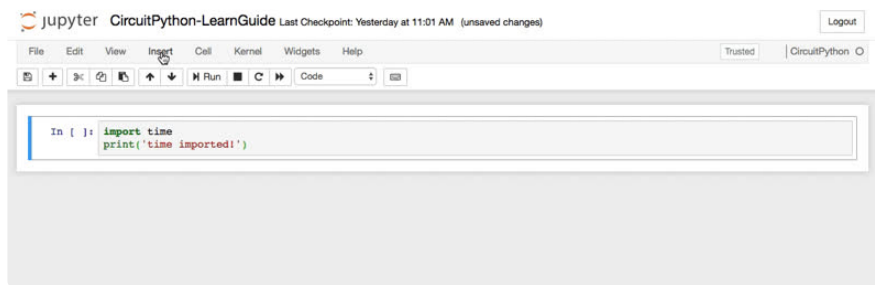 jupyter CircuitPython-LearnGuide Last Checkpoint: Yesterday at 11:01 AM (unsaved changes) Logout
File Edit View Insert Cell Kernel Widgets Help Trusted CircuitPython
Run Code
In [ ]: import time
print('time imported!')